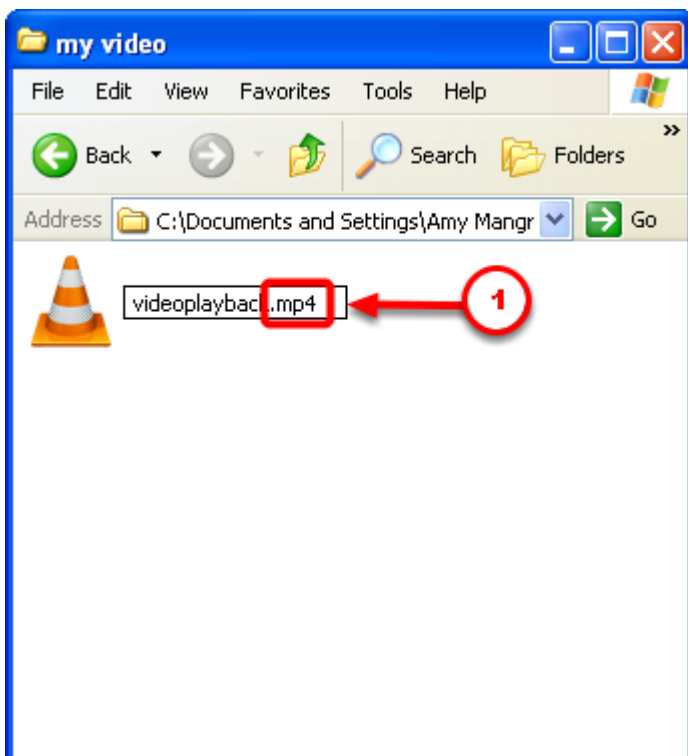 my video
File Edit View Favorites Tools Help
Back Search Folders »
Address C:\Documents and Settings\Amy Mangr Go
videoplayback.mp4 1